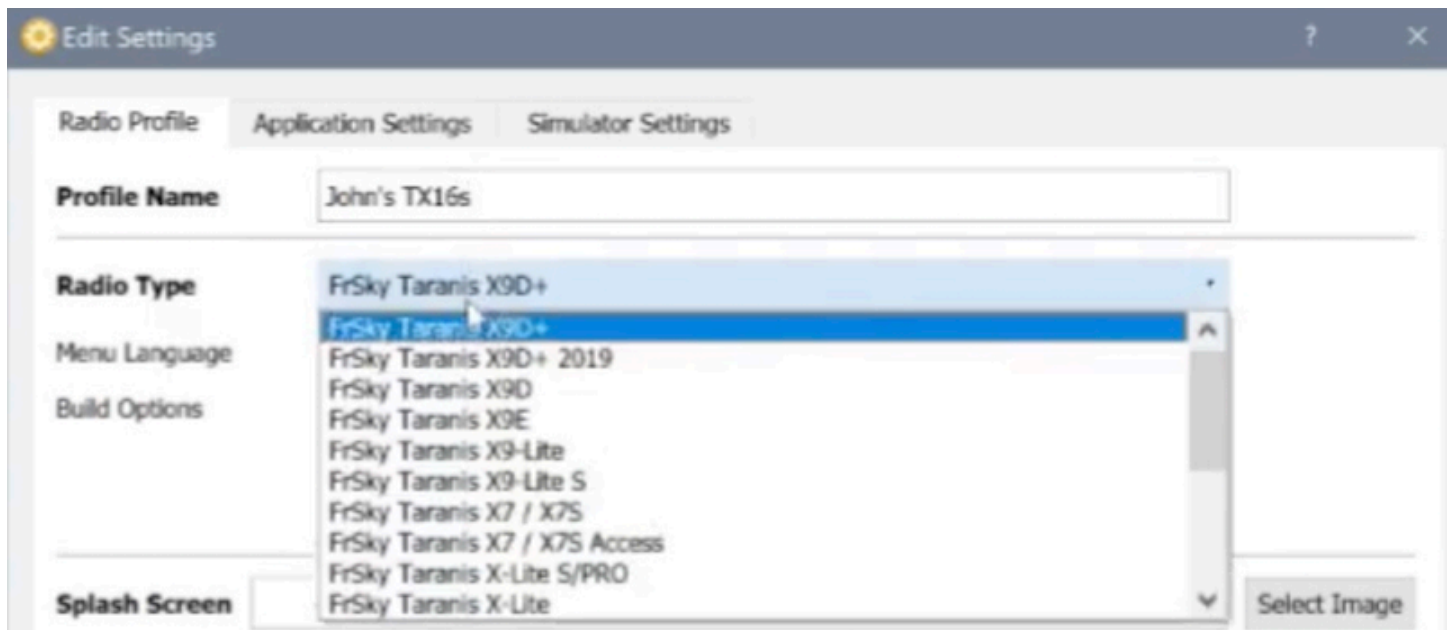 Edit Settings ? ×
Radio Profile Application Settings Simulator Settings
Profile Name John's TX16s
Radio Type FrSky Taranis X9D+
FrSky Taranis X9D+
Menu Language
FrSky Taranis X9D+ 2019
FrSky Taranis X9D
Build Options
FrSky Taranis X9E
FrSky Taranis X9-Lite
FrSky Taranis X9-Lite S
FrSky Taranis X7 / X7S
FrSky Taranis X7 / X7S Access
FrSky Taranis X-Lite S/PRO
Splash Screen FrSky Taranis X-Lite Select Image